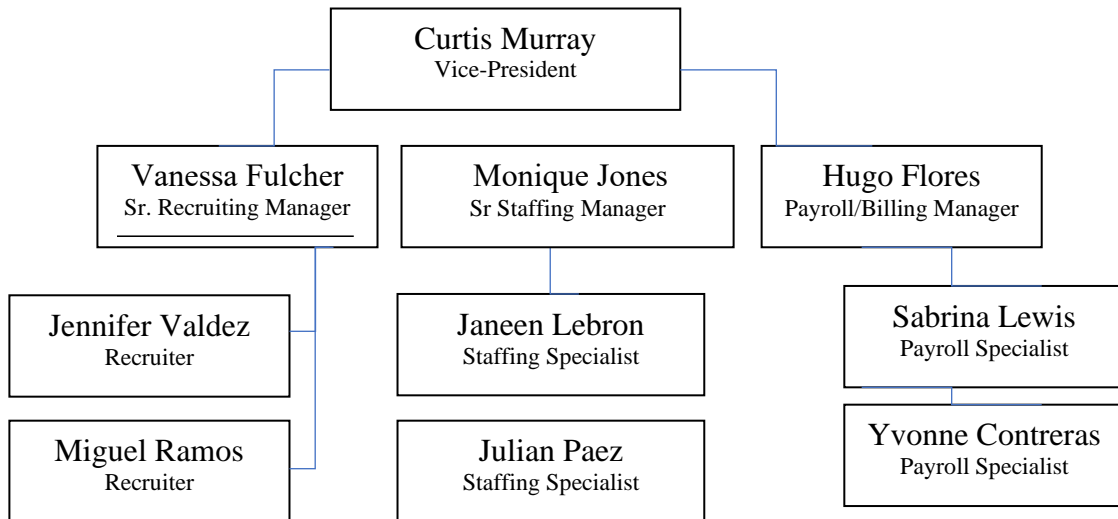 Curtis Murray
Vice-President
Vanessa Fulcher
Sr. Recruiting Manager
Monique Jones
Sr Staffing Manager
Hugo Flores
Payroll/Billing Manager
Jennifer Valdez
Recruiter
Janeen Lebron
Staffing Specialist
Sabrina Lewis
Payroll Specialist
Miguel Ramos
Recruiter
Julian Paez
Staffing Specialist
Yvonne Contreras
Payroll Specialist